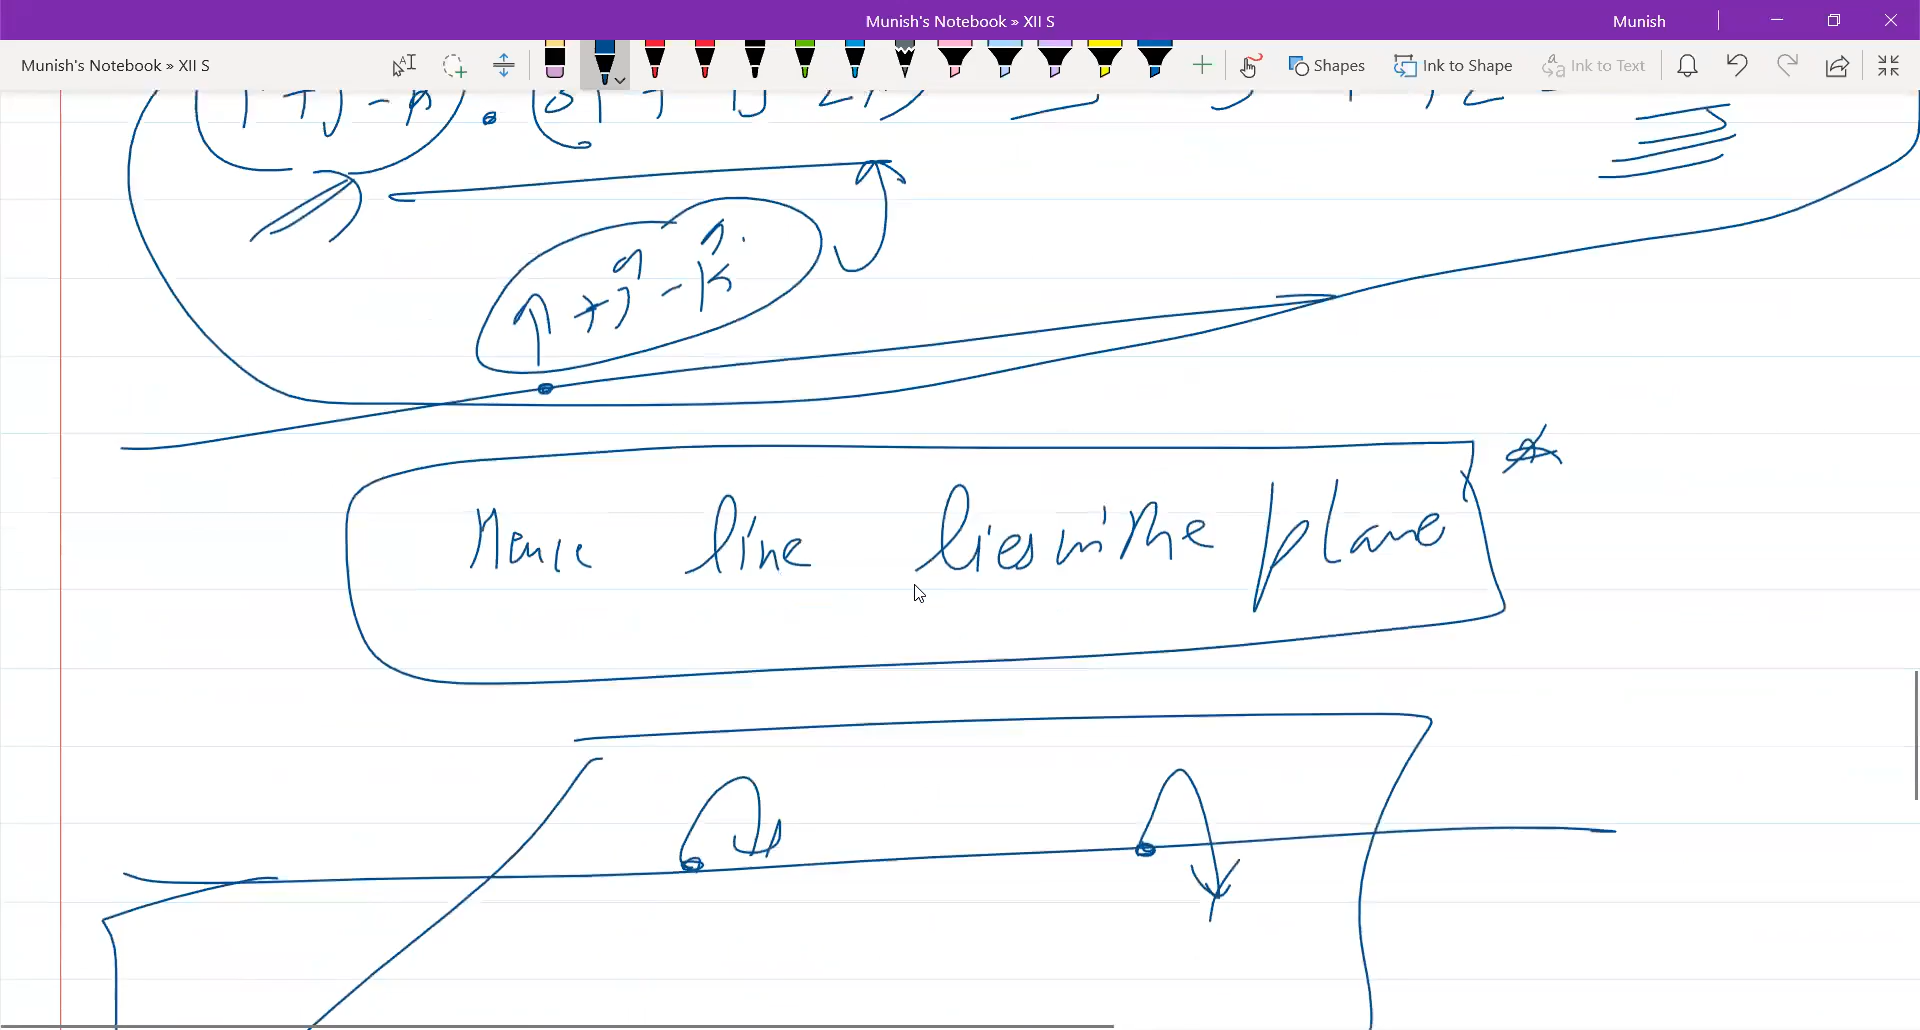 Munish's Notebook » XII S
Munish
Munish's Notebook » XII S
Shapes
Ink to Shape
Ink to Text
î + ĵ - k̂
Hence line lies in the plane